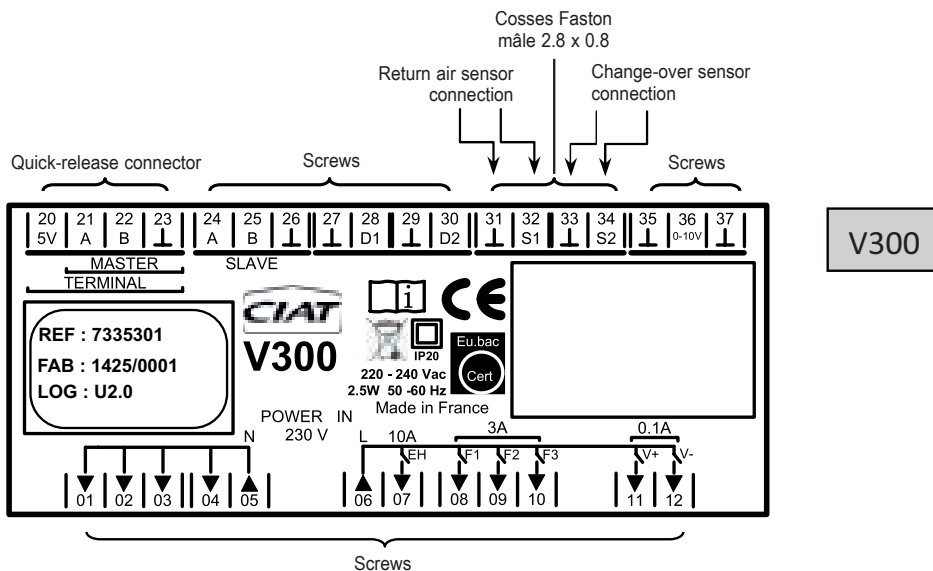 Cosses Faston
mâle 2.8 x 0.8
Return air sensor
connection
Change-over sensor
connection
Quick-release connector
Screws
Screws
20 21 22 23 24 25 26 27 28 29 30 31 32 33 34 35 36 37
5V A B A B D1 D2 S1 S2 0-10V
MASTER
SLAVE
TERMINAL
V300
REF : 7335301
FAB : 1425/0001
LOG : U2.0
CIAT
V300
i
CE
IP20
Eu.bac
Cert
220 - 240 Vac
2.5W 50 -60 Hz
Made in France
POWER IN
230 V
N
L
10A
3A
0.1A
EH F1 F2 F3 V+ V-
01 02 03 04 05 06 07 08 09 10 11 12
Screws